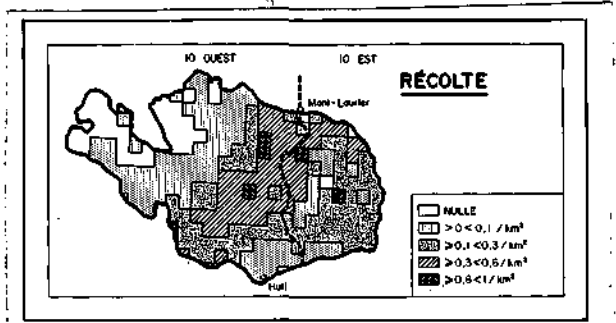 10 OUEST
10 EST
RÉCOLTE
Mont-Laurier
Hull
NULLE
>0<0,1/km²
≥0,1<0,3/km²
≥0,3<0,6/km²
≥0,6<1/km²